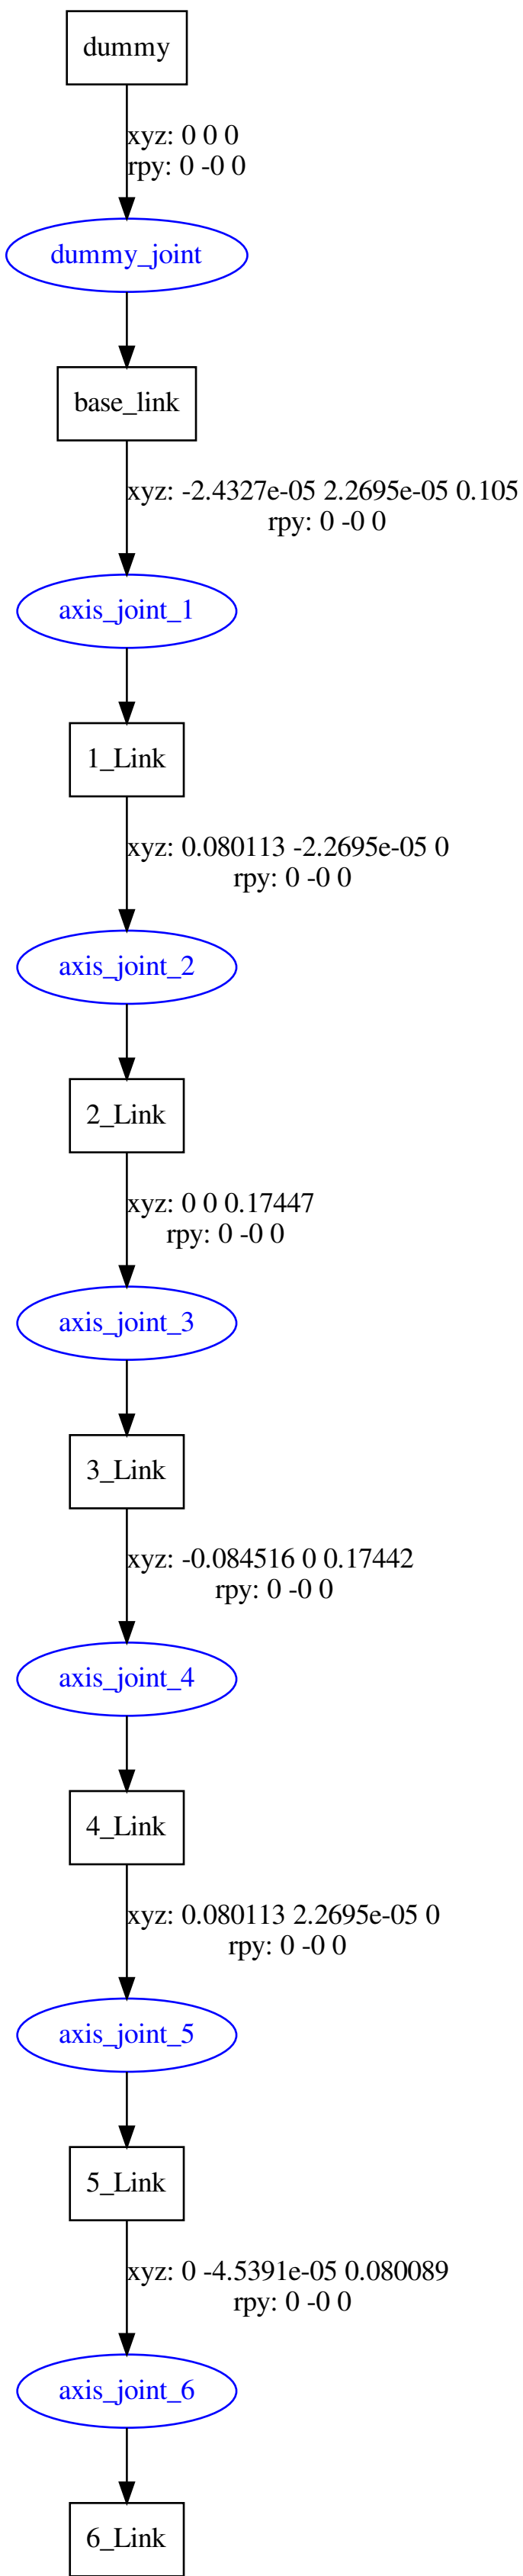 dummy
xyz: 0 0 0
rpy: 0 -0 0
dummy_joint
base_link
xyz: -2.4327e-05 2.2695e-05 0.105
rpy: 0 -0 0
axis_joint_1
1_Link
xyz: 0.080113 -2.2695e-05 0
rpy: 0 -0 0
axis_joint_2
2_Link
xyz: 0 0 0.17447
rpy: 0 -0 0
axis_joint_3
3_Link
xyz: -0.084516 0 0.17442
rpy: 0 -0 0
axis_joint_4
4_Link
xyz: 0.080113 2.2695e-05 0
rpy: 0 -0 0
axis_joint_5
5_Link
xyz: 0 -4.5391e-05 0.080089
rpy: 0 -0 0
axis_joint_6
6_Link